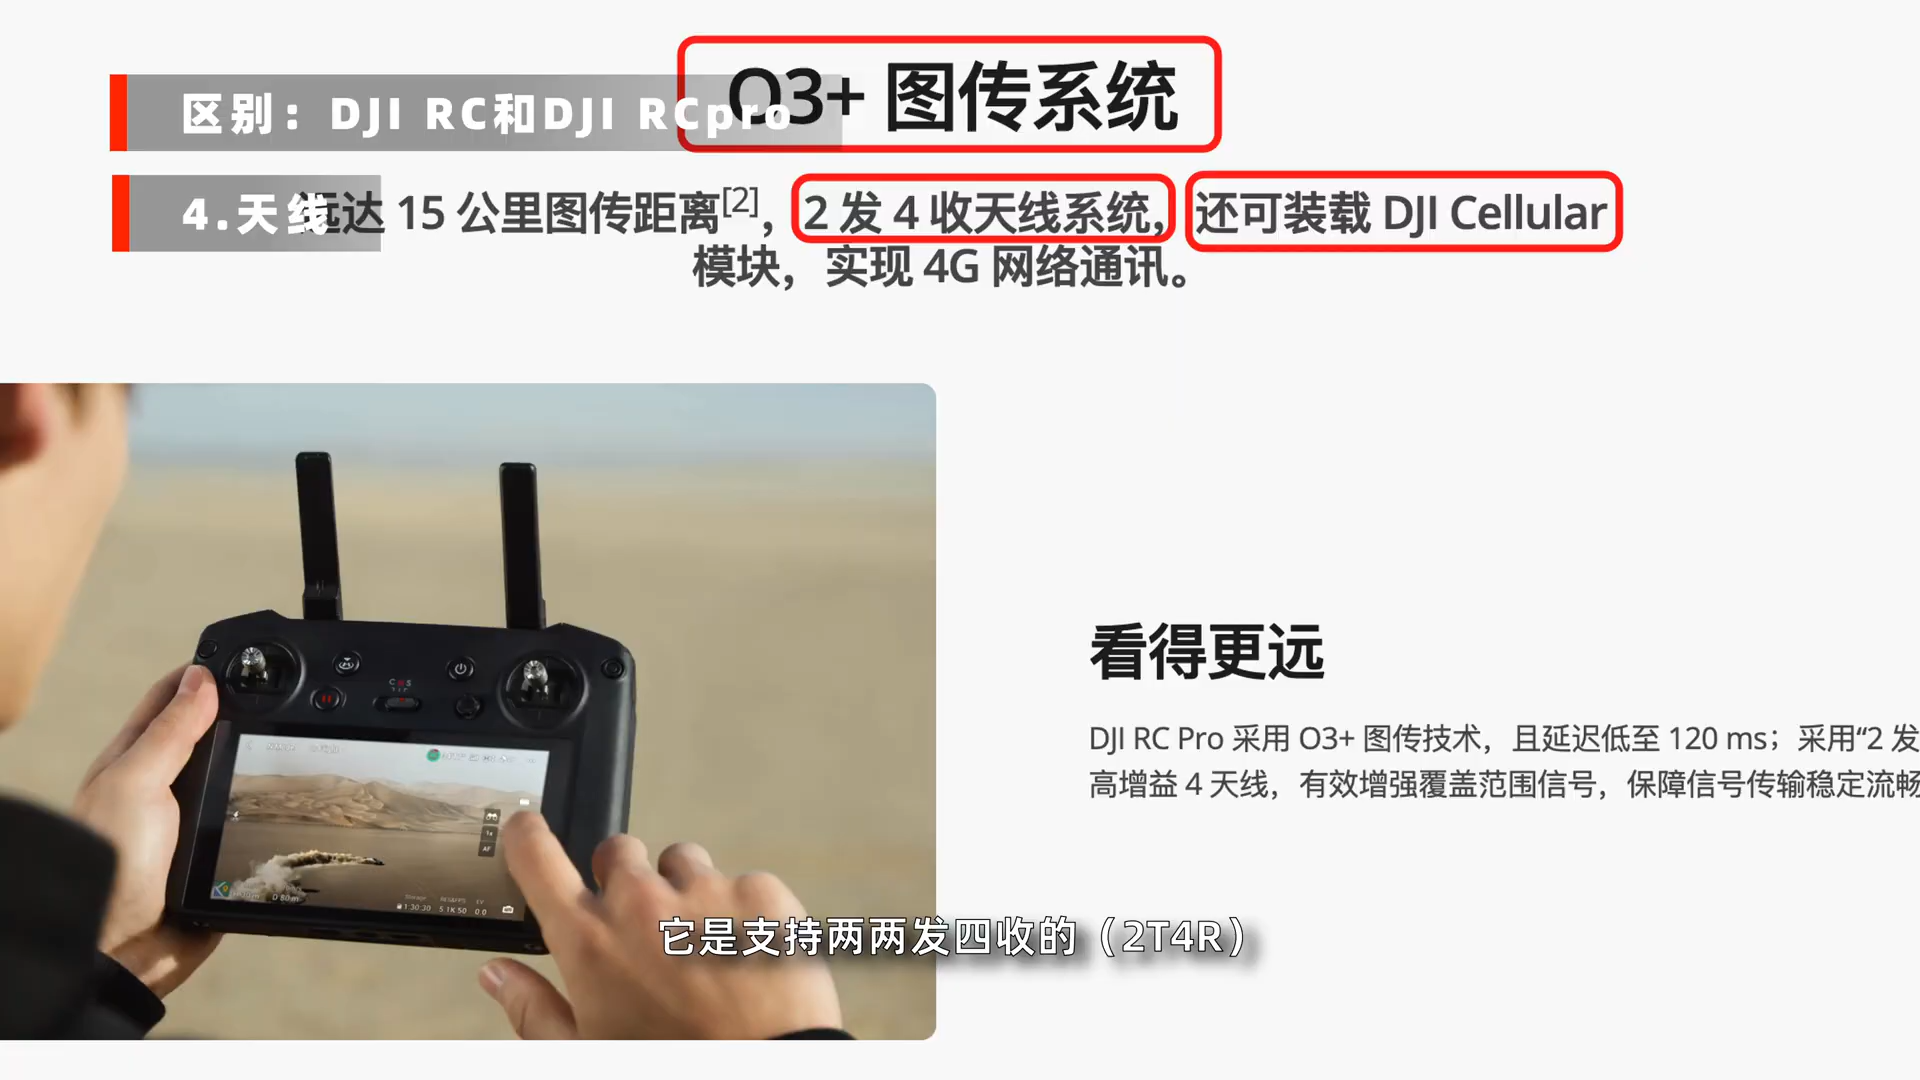 O3+ 图传系统
区别：DJI RC和DJI RCpro
远达 15 公里图传距离[2]，2 发 4 收天线系统，还可装载 DJI Cellular
4.天线
模块，实现 4G 网络通讯。
看得更远
DJI RC Pro 采用 O3+ 图传技术，且延迟低至 120 ms；采用“2 发
高增益 4 天线，有效增强覆盖范围信号，保障信号传输稳定流畅
它是支持两两发四收的（2T4R）